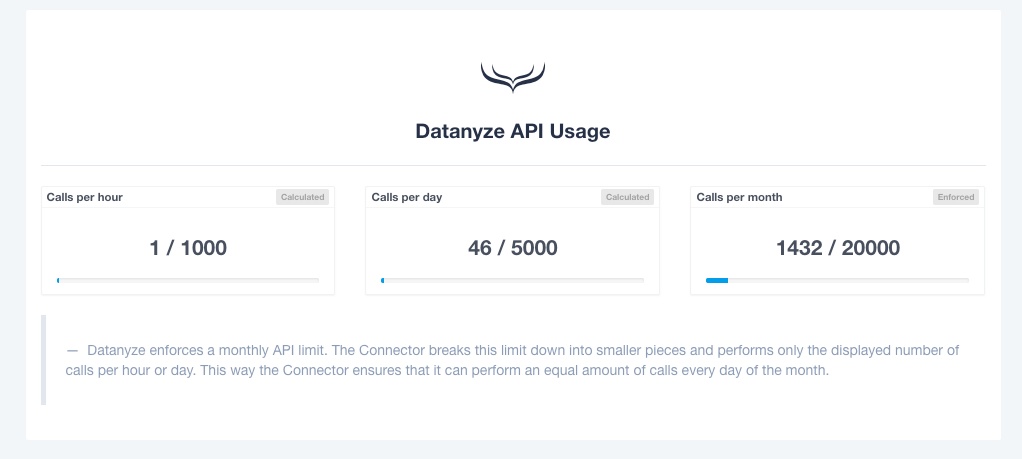 Datanyze API Usage
Calls per hour Calculated
1 / 1000
Calls per day Calculated
46 / 5000
Calls per month Enforced
1432 / 20000
— Datanyze enforces a monthly API limit. The Connector breaks this limit down into smaller pieces and performs only the displayed number of
calls per hour or day. This way the Connector ensures that it can perform an equal amount of calls every day of the month.